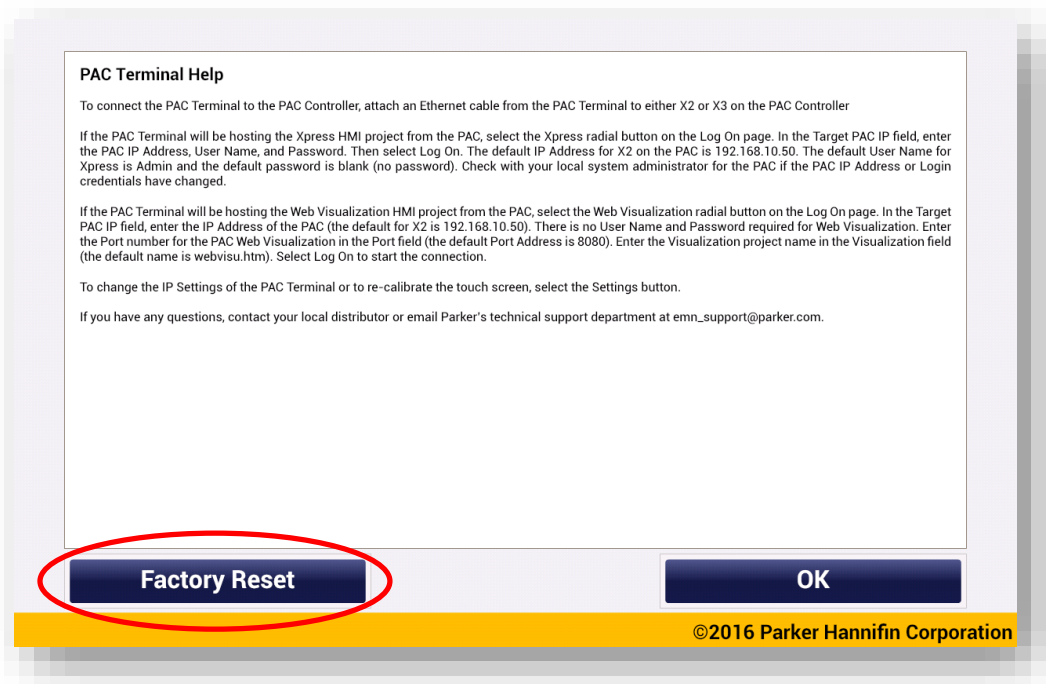 PAC Terminal Help
To connect the PAC Terminal to the PAC Controller, attach an Ethernet cable from the PAC Terminal to either X2 or X3 on the PAC Controller
If the PAC Terminal will be hosting the Xpress HMI project from the PAC, select the Xpress radial button on the Log On page. In the Target PAC IP field, enter
the PAC IP Address, User Name, and Password. Then select Log On. The default IP Address for X2 on the PAC is 192.168.10.50. The default User Name for
Xpress is Admin and the default password is blank (no password). Check with your local system administrator for the PAC if the PAC IP Address or Login
credentials have changed.
If the PAC Terminal will be hosting the Web Visualization HMI project from the PAC, select the Web Visualization radial button on the Log On page. In the Target
PAC IP field, enter the IP Address of the PAC (the default for X2 is 192.168.10.50). There is no User Name and Password required for Web Visualization. Enter
the Port number for the PAC Web Visualization in the Port field (the default Port Address is 8080). Enter the Visualization project name in the Visualization field
(the default name is webvisu.htm). Select Log On to start the connection.
To change the IP Settings of the PAC Terminal or to re-calibrate the touch screen, select the Settings button.
If you have any questions, contact your local distributor or email Parker's technical support department at emn_support@parker.com.
Factory Reset
OK
©2016 Parker Hannifin Corporation